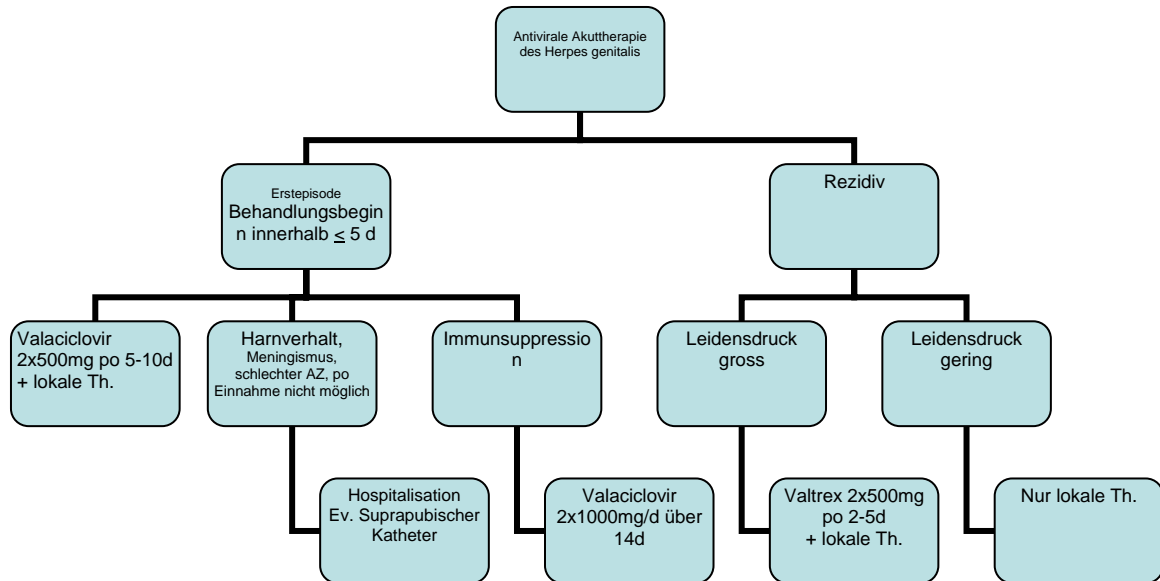 Antivirale Akuttherapie
des Herpes genitalis
Erstepisode
Behandlungsbegin
n innerhalb ≤ 5 d
Rezidiv
Valaciclovir
2x500mg po 5-10d
+ lokale Th.
Harnverhalt,
Meningismus,
schlechter AZ, po
Einnahme nicht möglich
Immunsuppressio
n
Leidensdruck
gross
Leidensdruck
gering
Hospitalisation
Ev. Suprapubischer
Katheter
Valaciclovir
2x1000mg/d über
14d
Valtrex 2x500mg
po 2-5d
+ lokale Th.
Nur lokale Th.